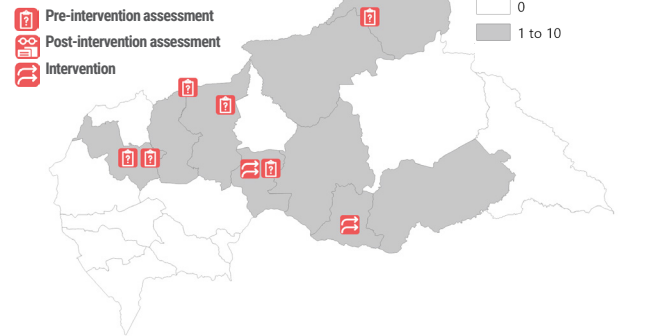 Pre-intervention assessment
Post-intervention assessment
Intervention
0
1 to 10